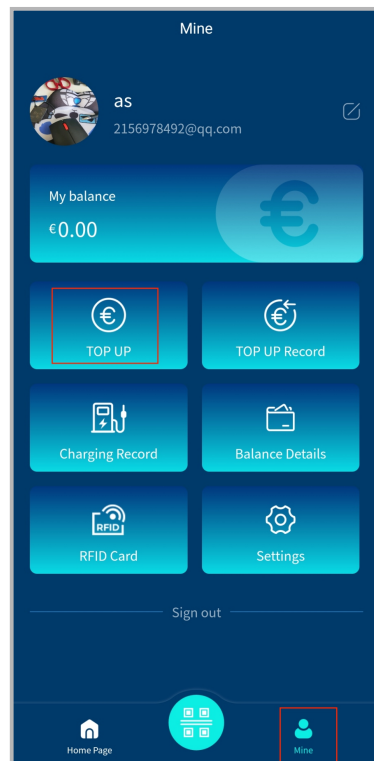 Mine
as
2156978492@qq.com
My balance
€0.00
TOP UP
TOP UP Record
Charging Record
Balance Details
RFID
RFID Card
Settings
Sign out
Home Page
Mine